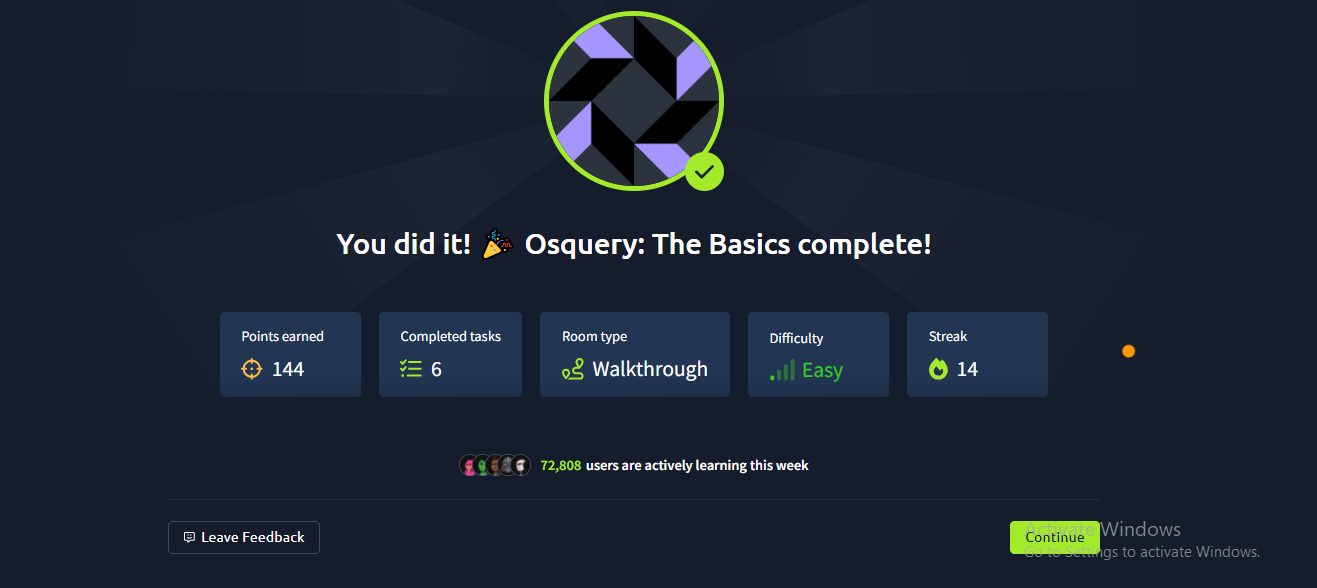 You did it! 🎉 Osquery: The Basics complete!
Points earned
144
Completed tasks
6
Room type
Walkthrough
Difficulty
Easy
Streak
14
72,808 users are actively learning this week
Leave Feedback
Continue
Activate Windows
Go to Settings to activate Windows.